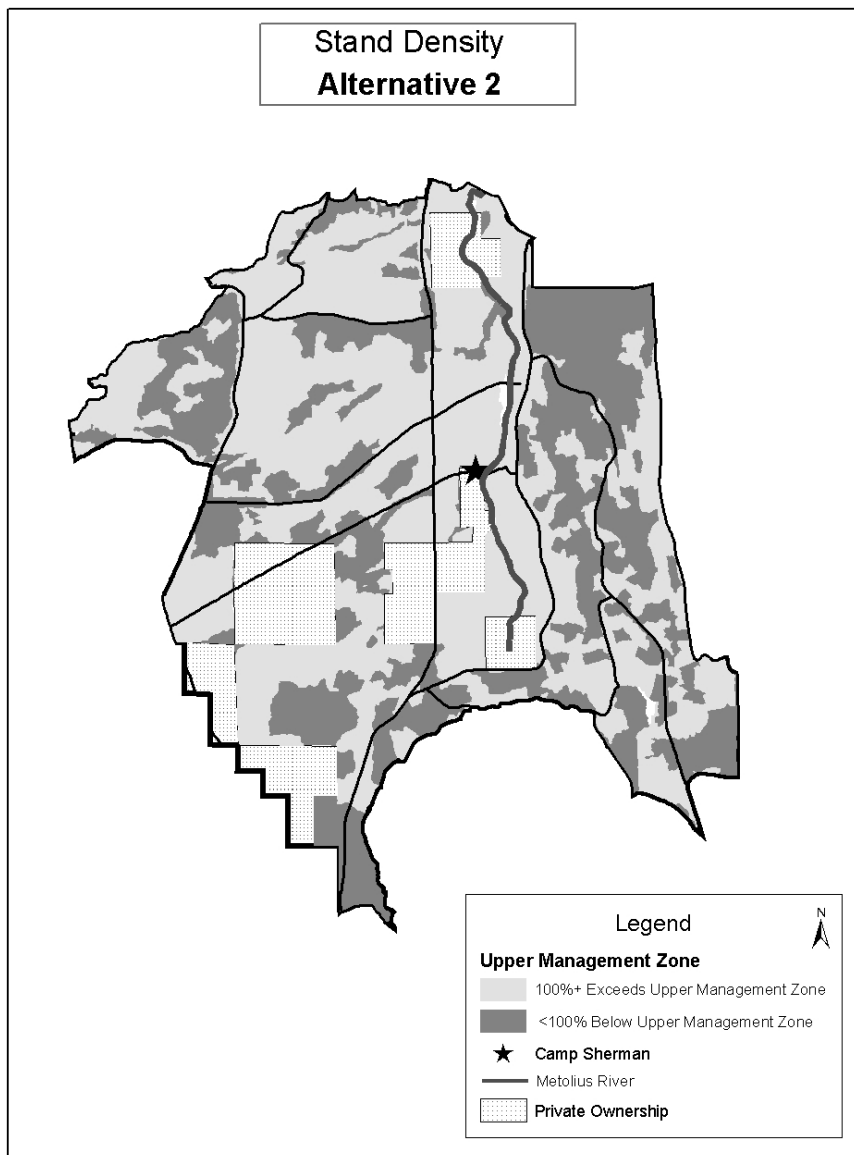 Stand Density
Alternative 2
Legend
N
Upper Management Zone
100%+ Exceeds Upper Management Zone
<100% Below Upper Management Zone
Camp Sherman
Metolius River
Private Ownership